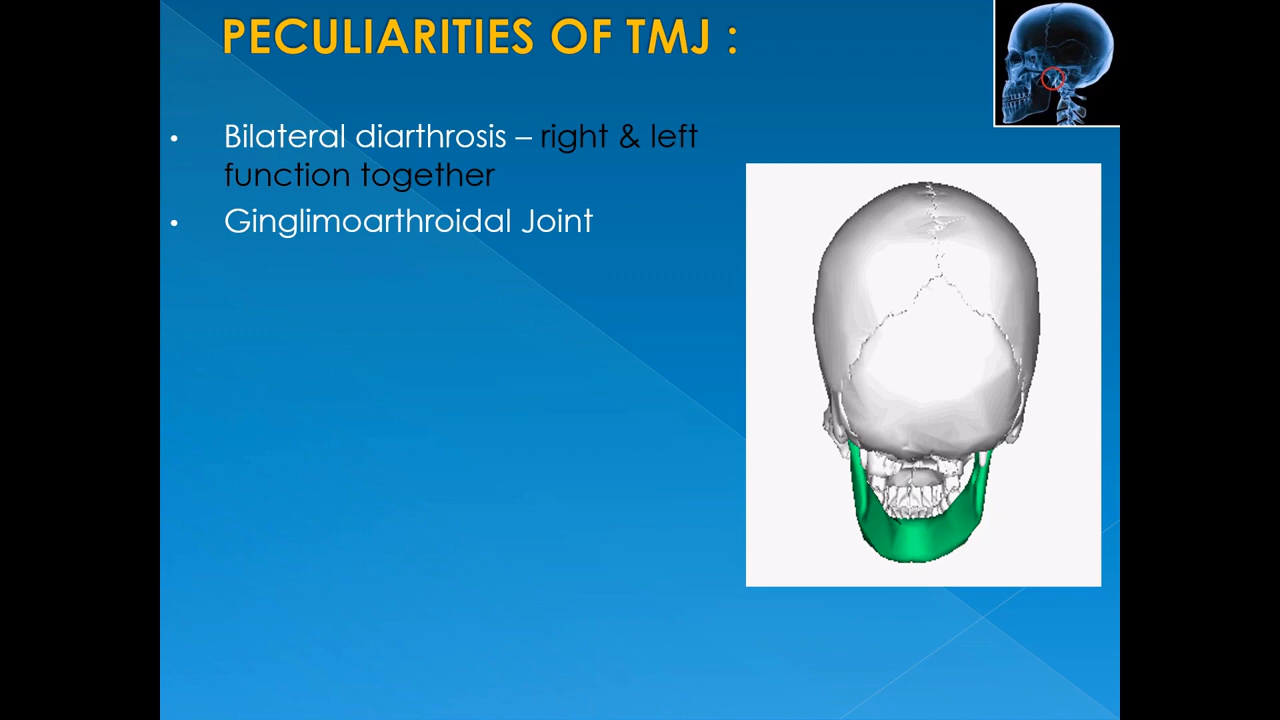 PECULIARITIES OF TMJ :
• Bilateral diarthrosis – right & left
function together
• Ginglimoarthroidal Joint